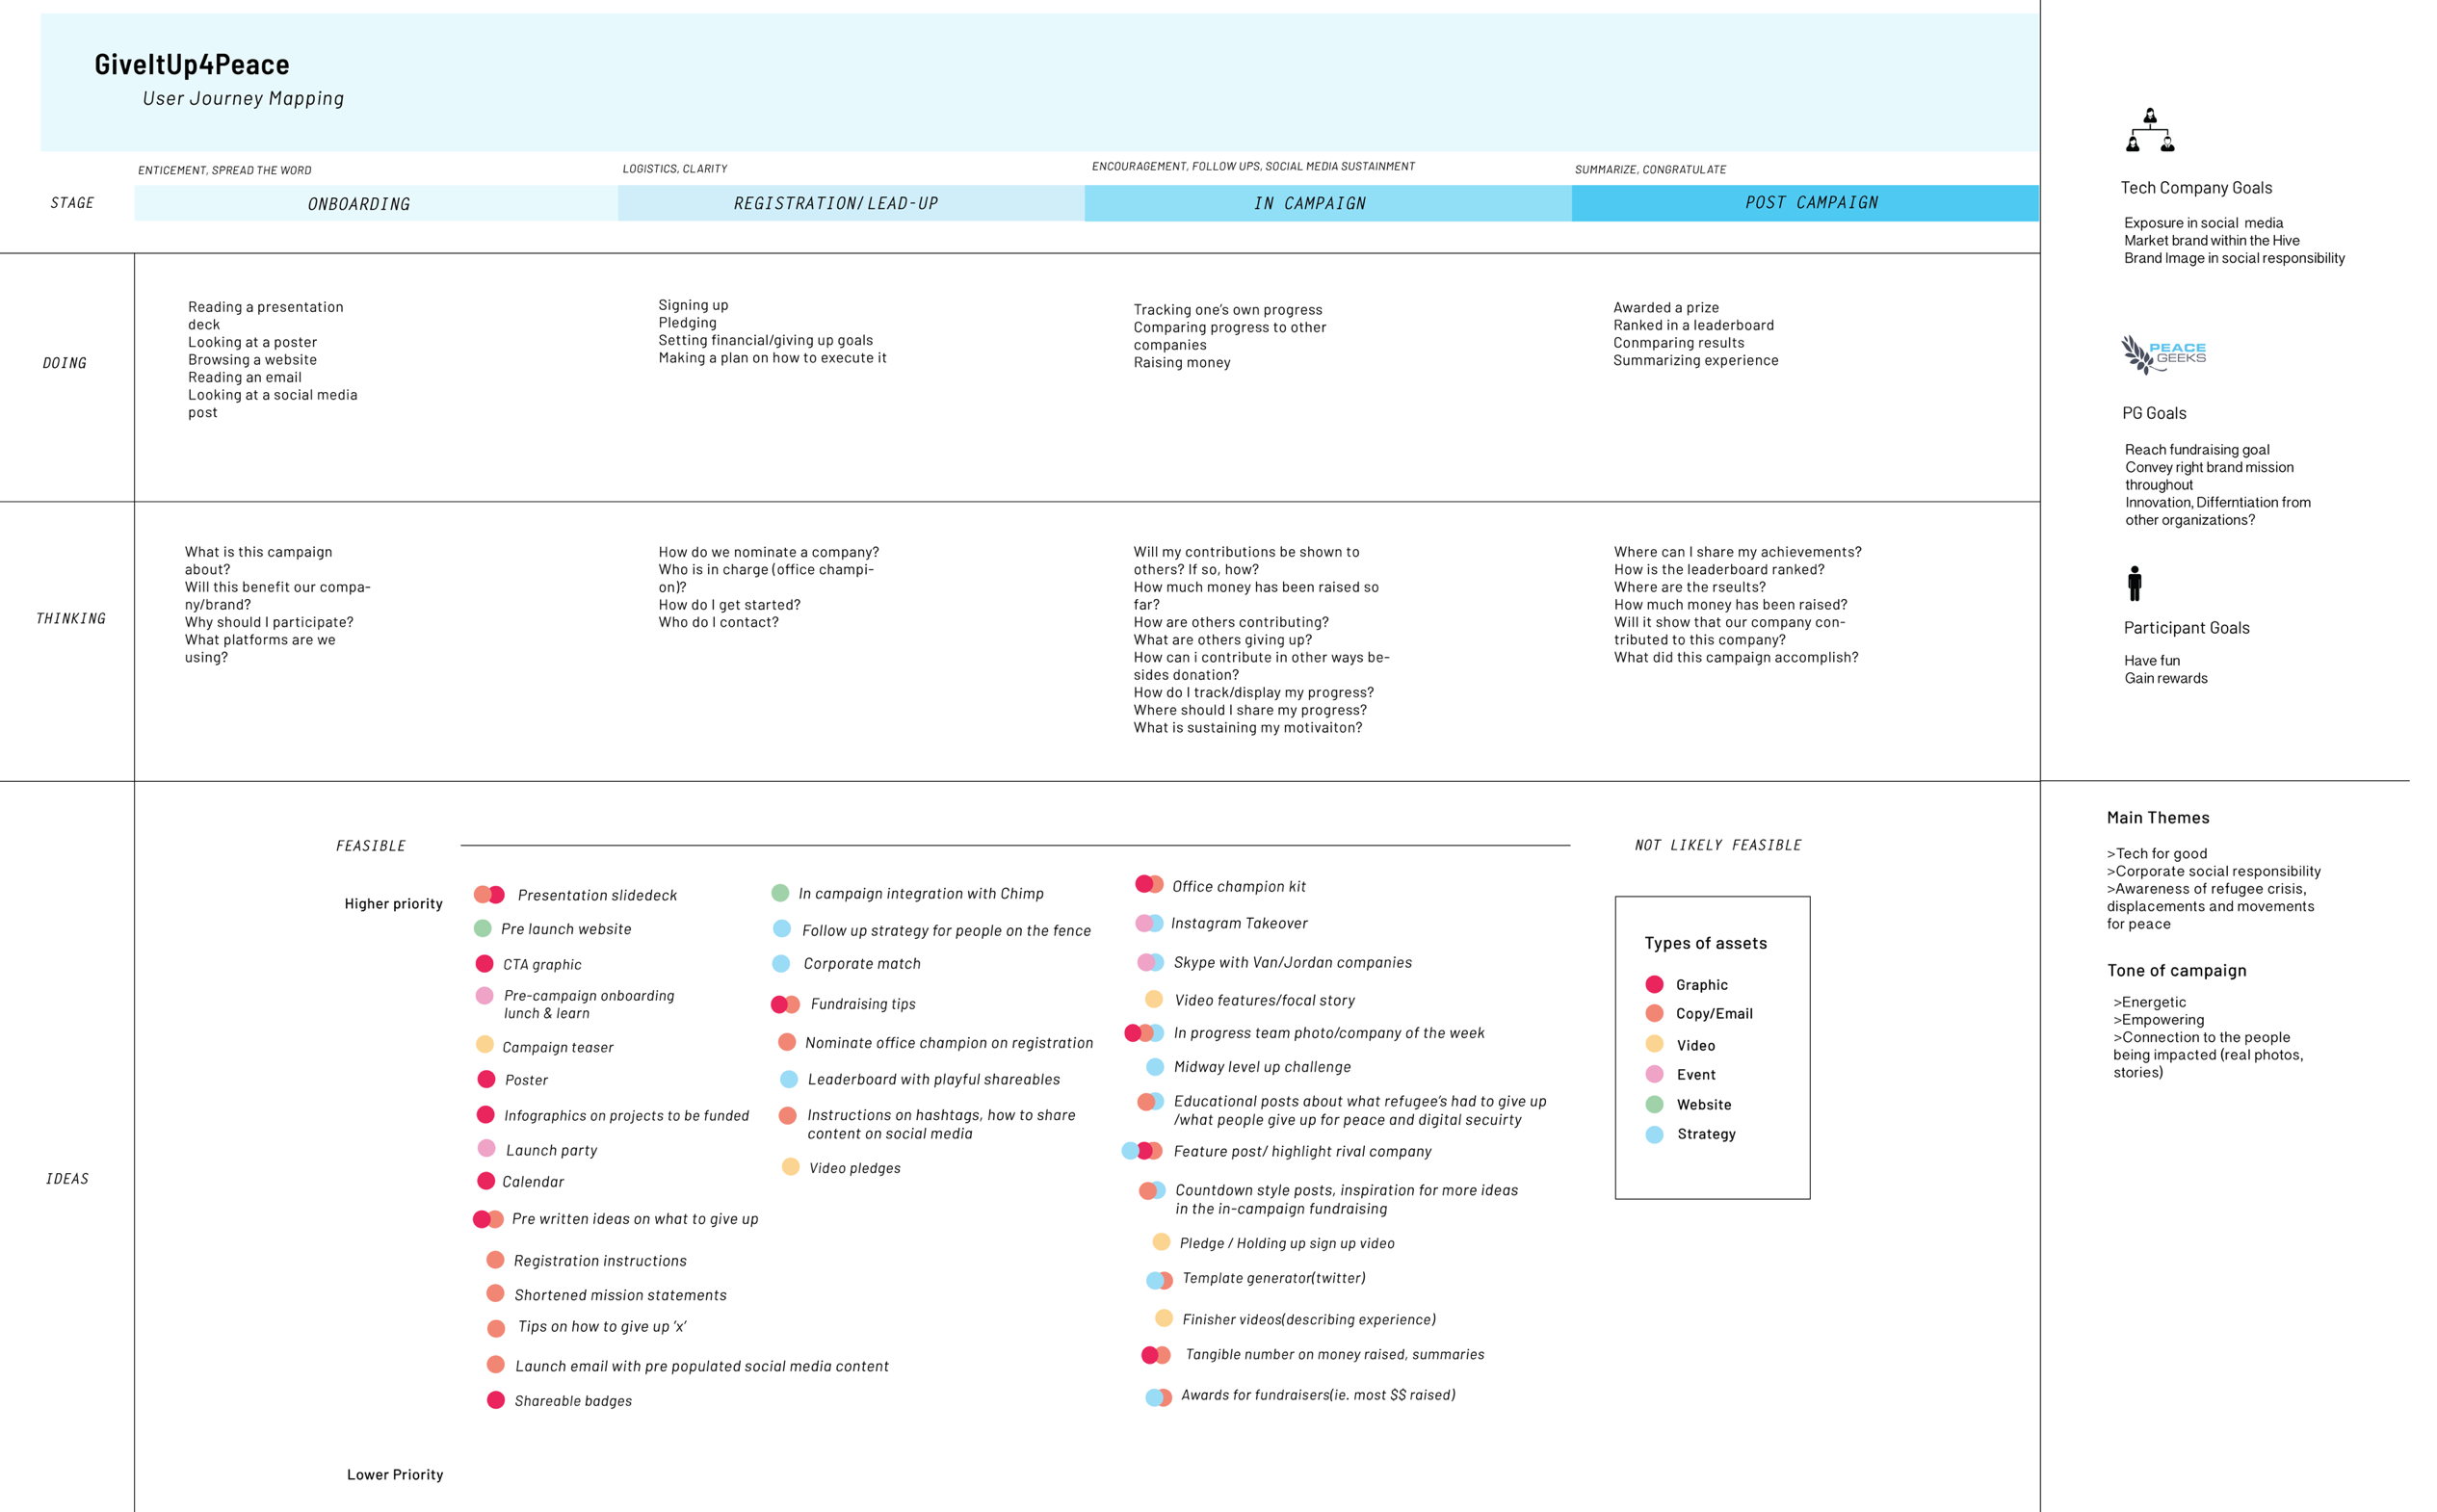 GiveItUp4Peace
User Journey Mapping
ENTICEMENT, SPREAD THE WORD
LOGISTICS, CLARITY
ENCOURAGEMENT, FOLLOW UPS, SOCIAL MEDIA SUSTAINMENT
SUMMARIZE, CONGRATULATE
STAGE
ONBOARDING
REGISTRATION/LEAD-UP
IN CAMPAIGN
POST CAMPAIGN
DOING
Reading a presentation
deck
Looking at a poster
Browsing a website
Reading an email
Looking at a social media
post
Signing up
Pledging
Setting financial/giving up goals
Making a plan on how to execute it
Tracking one's own progress
Comparing progress to other
companies
Raising money
Awarded a prize
Ranked in a leaderboard
Conmparing results
Summarizing experience
THINKING
What is this campaign
about?
Will this benefit our compa-
ny/brand?
Why should I participate?
What platforms are we
using?
How do we nominate a company?
Who is in charge (office champi-
on)?
How do I get started?
Who do I contact?
Will my contributions be shown to
others? If so, how?
How much money has been raised so
far?
How are others contributing?
What are others giving up?
How can i contribute in other ways be-
sides donation?
How do I track/display my progress?
Where should I share my progress?
What is sustaining my motivaiton?
Where can I share my achievements?
How is the leaderboard ranked?
Where are the rseults?
How much money has been raised?
Will it show that our company con-
tributed to this company?
What did this campaign accomplish?
IDEAS
FEASIBLE
NOT LIKELY FEASIBLE
Higher priority
Presentation slidedeck
Pre launch website
CTA graphic
Pre-campaign onboarding
lunch & learn
Campaign teaser
Poster
Infographics on projects to be funded
Launch party
Calendar
Pre written ideas on what to give up
Registration instructions
Shortened mission statements
Tips on how to give up 'x'
Launch email with pre populated social media content
Shareable badges
Lower Priority
In campaign integration with Chimp
Follow up strategy for people on the fence
Corporate match
Fundraising tips
Nominate office champion on registration
Leaderboard with playful shareables
Instructions on hashtags, how to share
content on social media
Video pledges
Office champion kit
Instagram Takeover
Skype with Van/Jordan companies
Video features/focal story
In progress team photo/company of the week
Midway level up challenge
Educational posts about what refugee's had to give up
/what people give up for peace and digital secuirty
Feature post/ highlight rival company
Countdown style posts, inspiration for more ideas
in the in-campaign fundraising
Pledge / Holding up sign up video
Template generator(twitter)
Finisher videos(describing experience)
Tangible number on money raised, summaries
Awards for fundraisers(ie. most $$ raised)
Types of assets
Graphic
Copy/Email
Video
Event
Website
Strategy
Tech Company Goals
Exposure in social media
Market brand within the Hive
Brand Image in social responsibility
PEACE
GEEKS
PG Goals
Reach fundraising goal
Convey right brand mission
throughout
Innovation, Differntiation from
other organizations?
Participant Goals
Have fun
Gain rewards
Main Themes
>Tech for good
>Corporate social responsibility
>Awareness of refugee crisis,
displacements and movements
for peace
Tone of campaign
>Energetic
>Empowering
>Connection to the people
being impacted (real photos,
stories)